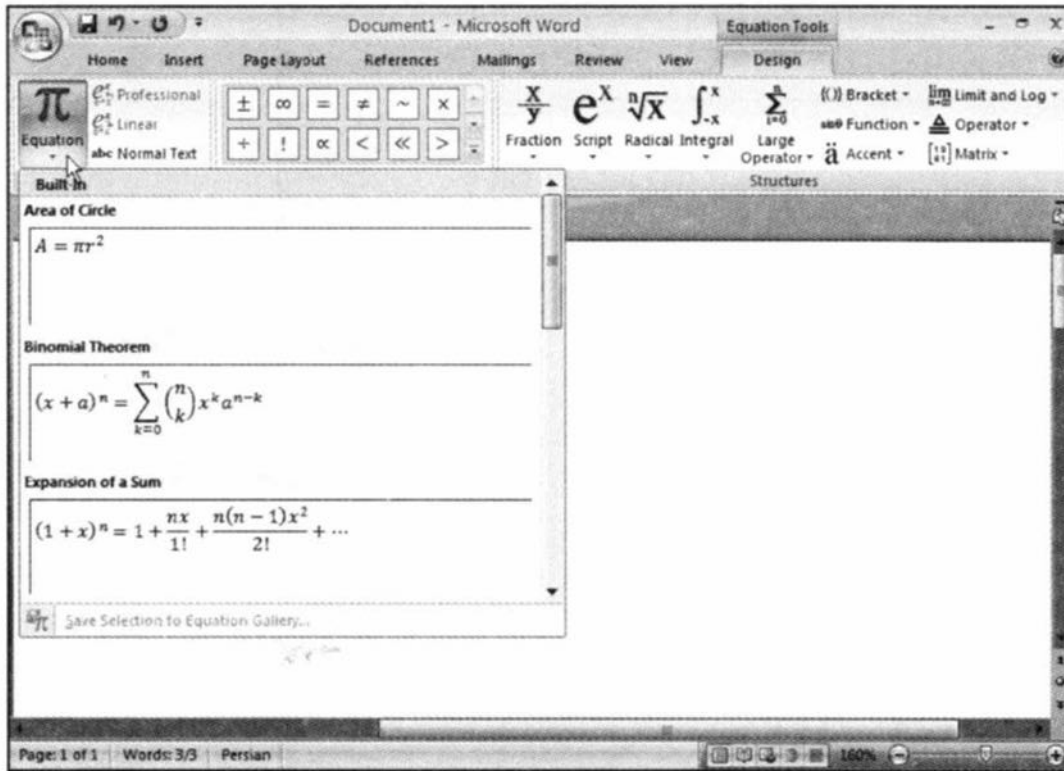 Document1 - Microsoft Word
Equation Tools
Home Insert Page Layout References Mailings Review View Design
π Equation
Professional
Linear
abc Normal Text
± ∞ = ≠ ~ ×
÷ ! ∝ < ≪ >
x/y Fraction
e^x Script
ⁿ√x Radical
∫_-x^x Integral
Σ Large Operator
{()} Bracket
sinθ Function
ä Accent
lim Limit and Log
Operator
Matrix
Structures
Built-In
Area of Circle
A = πr²
Binomial Theorem
(x + a)ⁿ = ∑_{k=0}^{n} (n k) x^k a^{n-k}
Expansion of a Sum
(1 + x)ⁿ = 1 + nx/1! + n(n − 1)x²/2! + ⋯
Save Selection to Equation Gallery...
Page: 1 of 1 Words: 3/3 Persian 160%